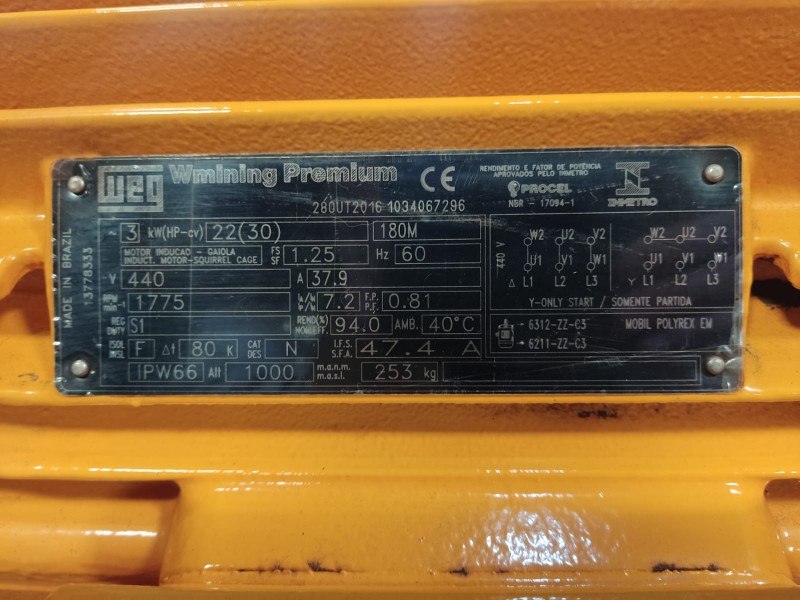 WEG Wmining Premium CE
RENDIMENTO E FATOR DE POTÊNCIA
APROVADOS PELO INMETRO
PROCEL
NBR - 17094-1
INMETRO
28OUT2016 1034067296
MADE IN BRAZIL
13778333
~ 3 kW(HP-cv) 22(30) 180M
MOTOR INDUCAO - GAIOLA
INDUCT. MOTOR-SQUIRREL CAGE
FS
SF
1.25 Hz 60
V 440 A 37.9
RPM
min-1
1775 7.2
F.P.
P.F.
0.81
REG
DUTY
S1
REND(%)
NOM.EFF.
94.0 AMB. 40°C
ISOL
INSL
F Δt 80 K
CAT
DES
N
I.F.S.
S.F.A.
47.4 A
IPW66 Alt 1000
m.a.n.m.
m.a.s.l.
253 kg
440 V
W2 U2 V2
U1 V1 W1
Δ L1 L2 L3
W2 U2 V2
U1 V1 W1
Y L1 L2 L3
Y-ONLY START / SOMENTE PARTIDA
6312-ZZ-C3
6211-ZZ-C3
MOBIL POLYREX EM